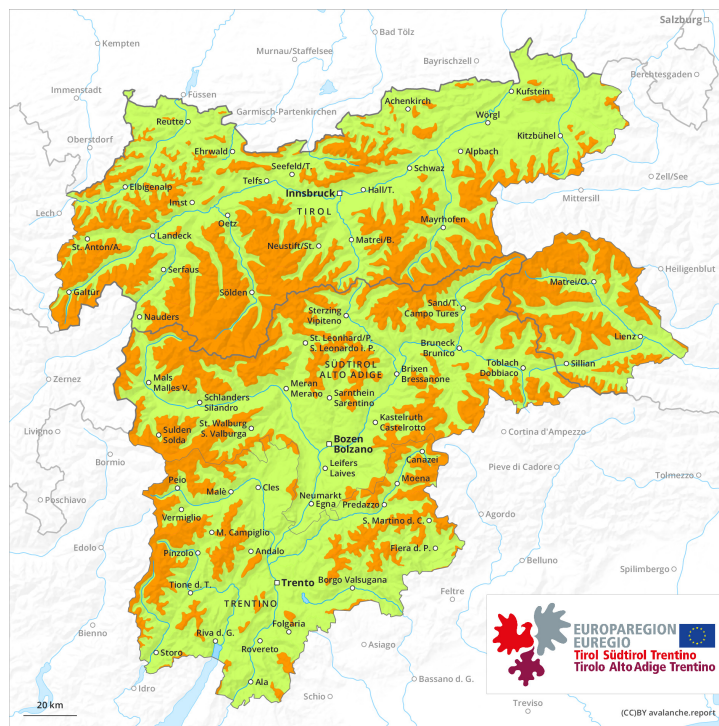 Salzburg
Kempten
Bad Tölz
Murnau/Staffelsee
Bayrischzell
Berchtesgaden
Immenstadt
Füssen
Achenkirch
Kufstein
Garmisch-Partenkirchen
Reutte
Wörgl
Oberstdorf
Ehrwald
Kitzbühel
Alpbach
Seefeld/T.
Schwaz
Zell/See
Elbigenalp
Telfs
Innsbruck
Hall/T.
Mittersill
Imst
TIROL
Lech
Oetz
Mayrhofen
St. Anton/A.
Landeck
Neustift/St.
Matrei/B.
Serfaus
Heiligenblut
Matrei/O.
Galtür
Sölden
Nauders
Sterzing
Vipiteno
Sand/T.
Campo Tures
Lienz
St. Leonhard/P.
S. Leonardo i. P.
Bruneck
Brunico
Toblach
Dobbiaco
Sillian
SÜDTIROL
ALTO ADIGE
Brixen
Bressanone
Zernez
Mals
Malles V.
Meran
Merano
Sarnthein
Sarentino
Schlanders
Silandro
Kastelruth
Castelrotto
St. Walburg
S. Valburga
Livigno
Sulden
Solda
Bozen
Bolzano
Cortina d'Ampezzo
Bormio
Canazei
Pieve di Cadore
Leifers
Laives
Tolmezzo
Peio
Moena
Poschiavo
Malè
Cles
Neumarkt
Egna
Predazzo
Vermiglio
Agordo
S. Martino d. C.
M. Campiglio
Edolo
Pinzolo
Andalo
Fiera d. P.
Belluno
Spilimbergo
Trento
Borgo Valsugana
Tione d. T.
Feltre
TRENTINO
Folgaria
Bienno
Riva d. G.
Rovereto
Asiago
Storo
Bassano d. G.
Ala
Idro
Schio
Treviso
EUROPAREGION
EUREGIO
Tirol Südtirol Trentino
Tirolo Alto Adige Trentino
20 km
(CC)BY avalanche.report